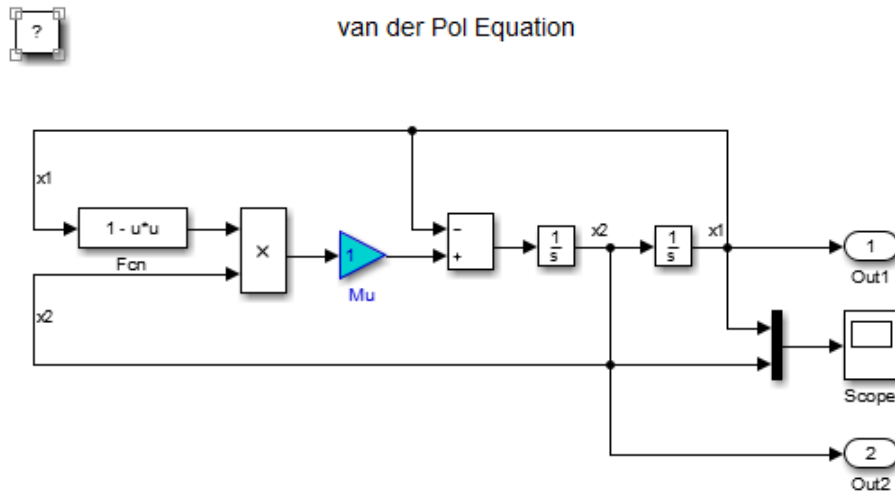 ?
van der Pol Equation
x1
1 - u*u
Fcn
×
1
Mu
−
+
1
s
x2
1
s
x1
1
Out1
x2
Scope
2
Out2